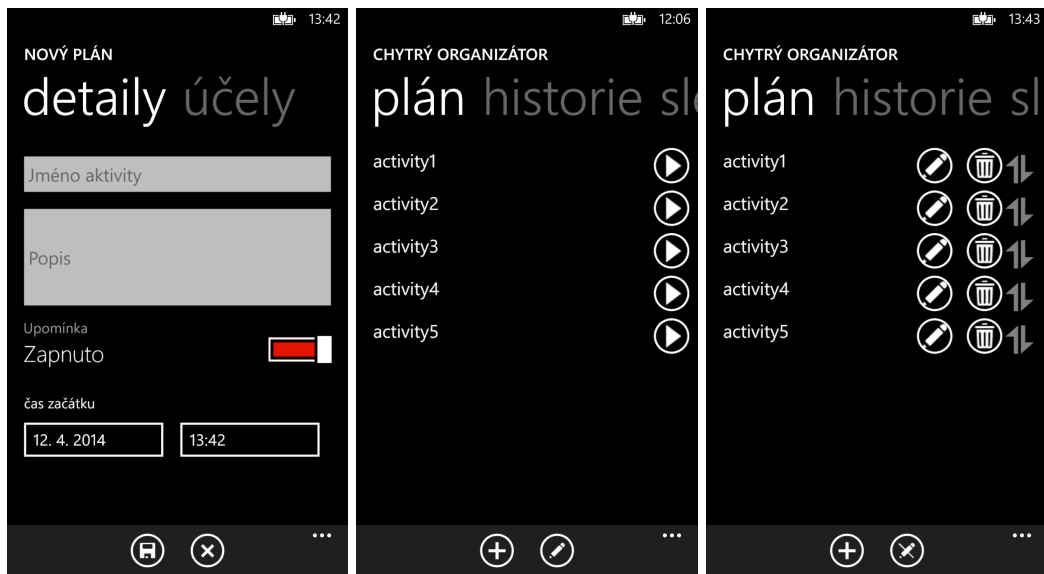 13:42
NOVÝ PLÁN
detaily účely
Jméno aktivity
Popis
Upomínka
Zapnuto
čas začátku
12. 4. 2014 13:42
12:06
CHYTRÝ ORGANIZÁTOR
plán historie sl
activity1
activity2
activity3
activity4
activity5
13:43
CHYTRÝ ORGANIZÁTOR
plán historie sl
activity1
activity2
activity3
activity4
activity5